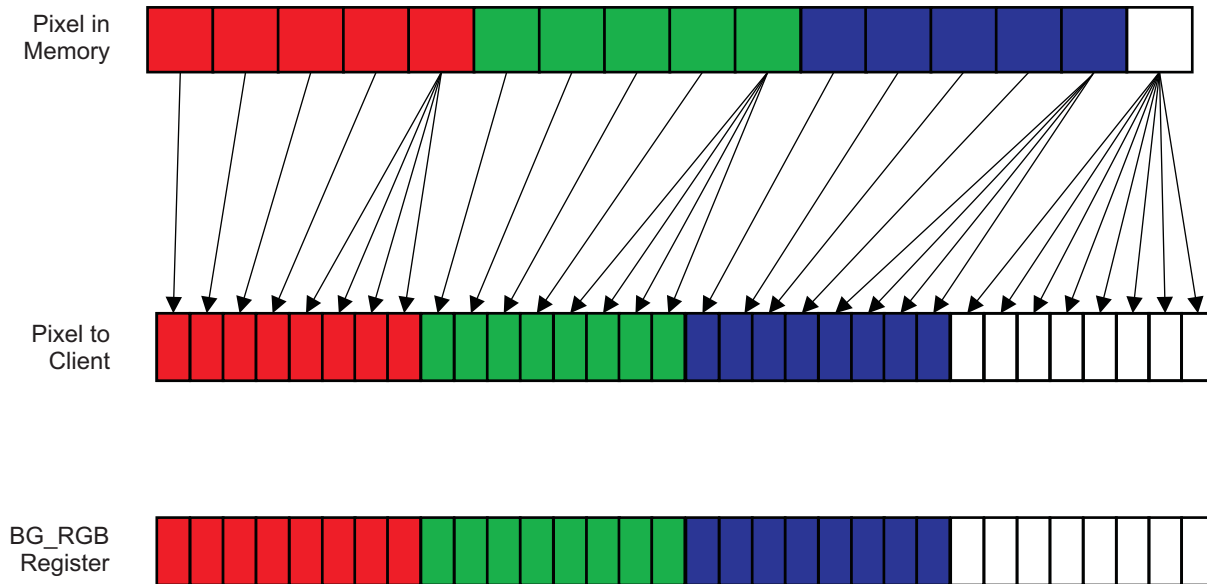 Pixel in
Memory
Pixel to
Client
BG_RGB
Register